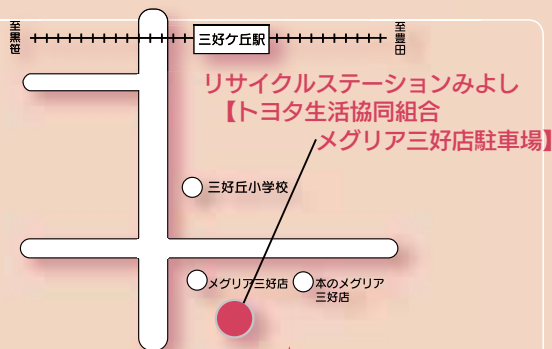 至黒笹
三好ケ丘駅
至豊田
リサイクルステーションみよし
【トヨタ生活協同組合
メグリア三好店駐車場】
三好丘小学校
メグリア三好店
本のメグリア
三好店